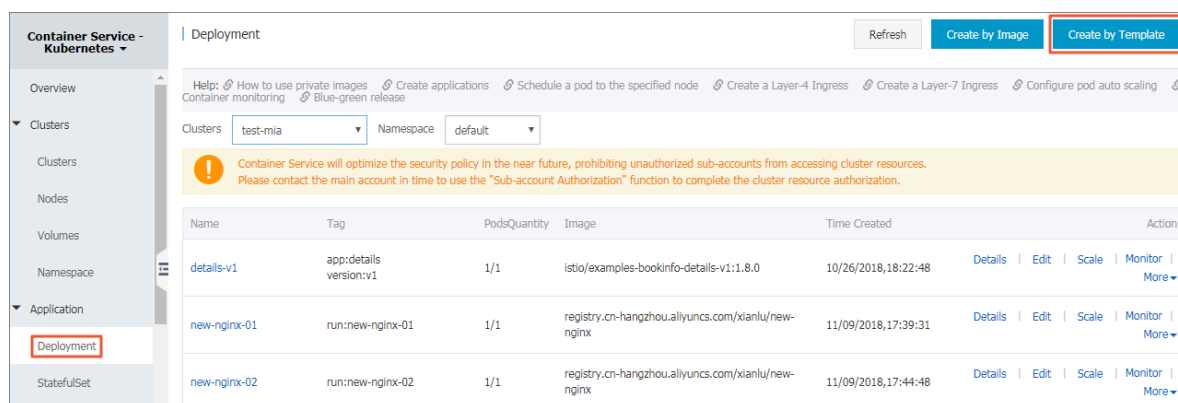 Container Service -
Kubernetes
Overview
Clusters
Clusters
Nodes
Volumes
Namespace
Application
Deployment
StatefulSet
Deployment
Refresh
Create by Image
Create by Template
Help: How to use private images Create applications Schedule a pod to the specified node Create a Layer-4 Ingress Create a Layer-7 Ingress Configure pod auto scaling
Container monitoring Blue-green release
Clusters test-mia Namespace default
Container Service will optimize the security policy in the near future, prohibiting unauthorized sub-accounts from accessing cluster resources.
Please contact the main account in time to use the "Sub-account Authorization" function to complete the cluster resource authorization.
Name Tag PodsQuantity Image Time Created Action
details-v1 app:details version:v1 1/1 istio/examples-bookinfo-details-v1:1.8.0 10/26/2018,18:22:48 Details | Edit | Scale | Monitor | More
new-nginx-01 run:new-nginx-01 1/1 registry.cn-hangzhou.aliyuncs.com/xianlu/new-nginx 11/09/2018,17:39:31 Details | Edit | Scale | Monitor | More
new-nginx-02 run:new-nginx-02 1/1 registry.cn-hangzhou.aliyuncs.com/xianlu/new-nginx 11/09/2018,17:44:48 Details | Edit | Scale | Monitor | More